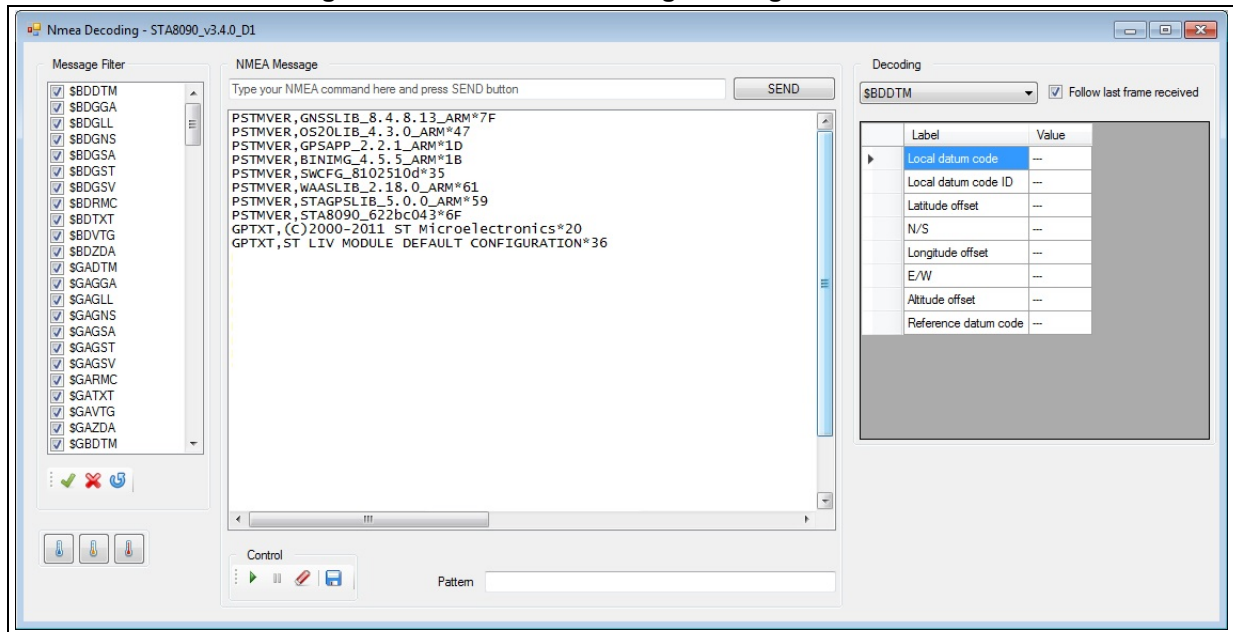 Nmea Decoding - STA8090_v3.4.0_D1
Message Filter
$BDDTM
$BDGGA
$BDGLL
$BDGNS
$BDGSA
$BDGST
$BDGSV
$BDRMC
$BDTXT
$BDVTG
$BDZDA
$GADTM
$GAGGA
$GAGLL
$GAGNS
$GAGSA
$GAGST
$GAGSV
$GARMC
$GATXT
$GAVTG
$GAZDA
$GBDTM
NMEA Message
Type your NMEA command here and press SEND button
SEND
PSTMVER,GNSSLIB_8.4.8.13_ARM*7F
PSTMVER,OS20LIB_4.3.0_ARM*47
PSTMVER,GPSAPP_2.2.1_ARM*1D
PSTMVER,BINIMG_4.5.5_ARM*1B
PSTMVER,SWCFG_8102510d*35
PSTMVER,WAASLIB_2.18.0_ARM*61
PSTMVER,STAGPSLIB_5.0.0_ARM*59
PSTMVER,STA8090_622bc043*6F
GPTXT,(C)2000-2011 ST Microelectronics*20
GPTXT,ST LIV MODULE DEFAULT CONFIGURATION*36
Control
Pattern
Decoding
$BDDTM
Follow last frame received
Label Value
Local datum code ---
Local datum code ID ---
Latitude offset ---
N/S ---
Longitude offset ---
E/W ---
Altitude offset ---
Reference datum code ---